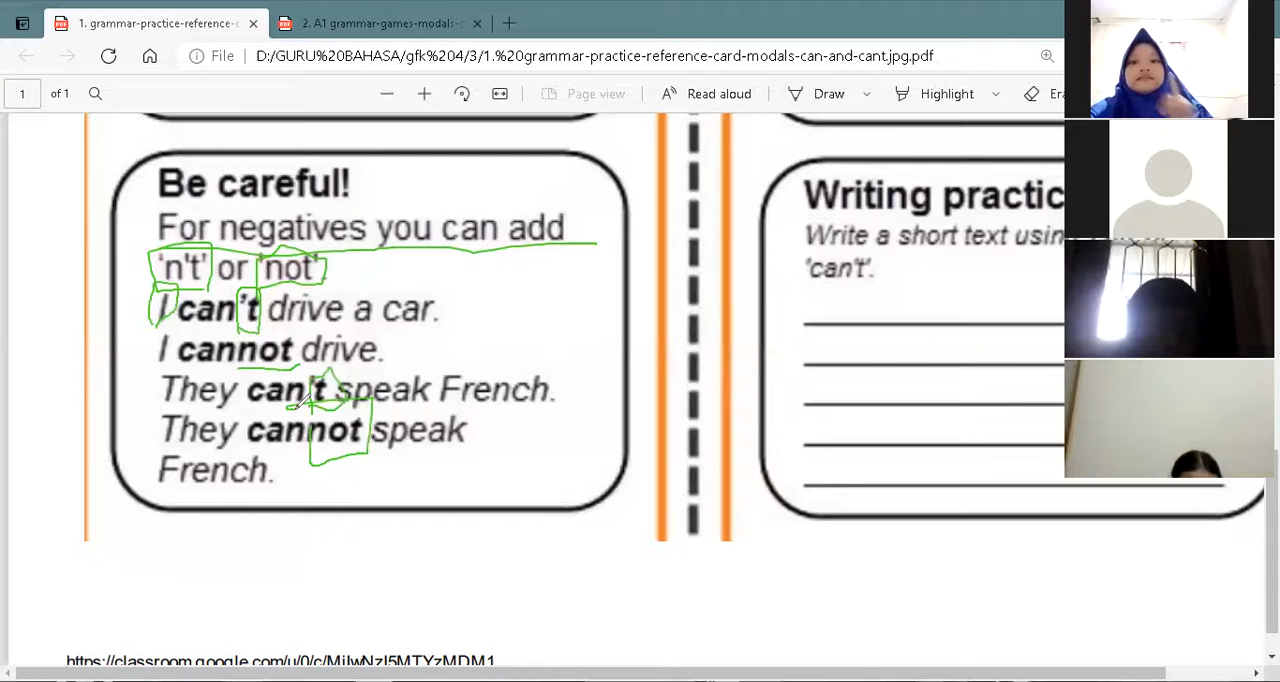 1. grammar-practice-reference-c
2. A1 grammar-games-modals-
File
D:/GURU%20BAHASA/gfk%204/3/1.%20grammar-practice-reference-card-modals-can-and-cant.jpg.pdf
1 of 1
Page view
Read aloud
Draw
Highlight
Be careful!
For negatives you can add
'n't' or 'not'.
I can't drive a car.
I cannot drive.
They can't speak French.
They cannot speak
French.
Writing practic
Write a short text usin
'can't'.